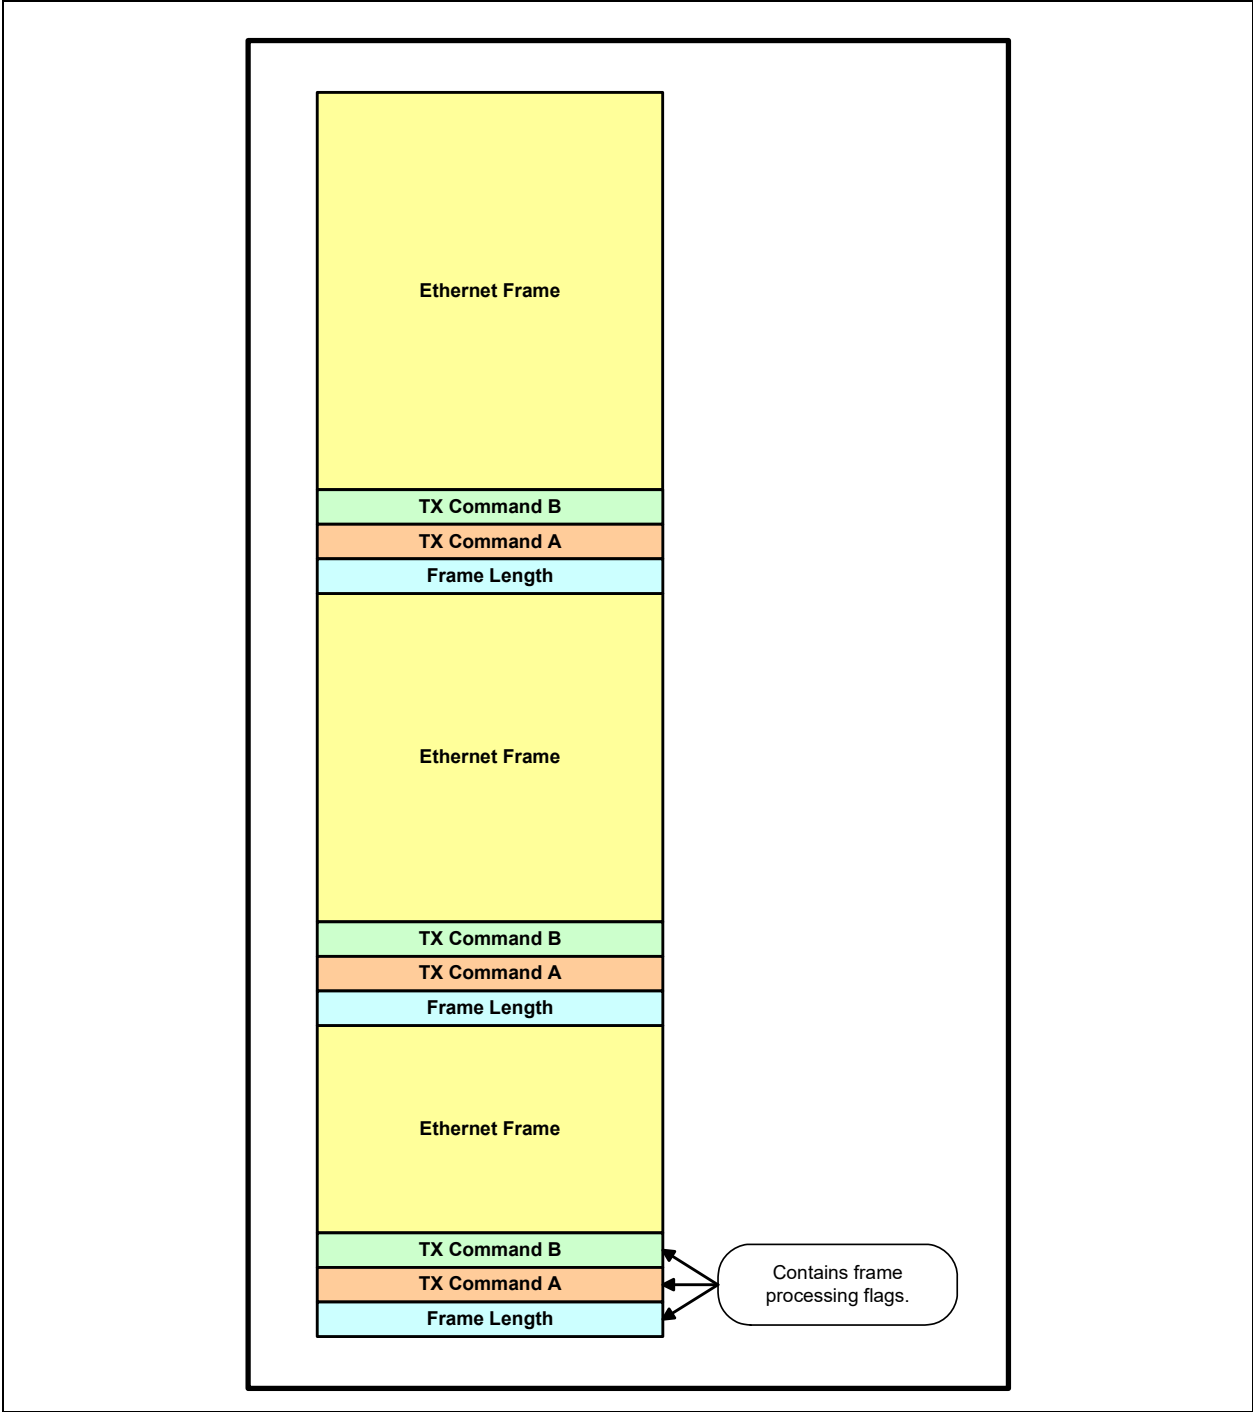 Ethernet Frame
TX Command B
TX Command A
Frame Length
Ethernet Frame
TX Command B
TX Command A
Frame Length
Ethernet Frame
TX Command B
TX Command A
Frame Length
Contains frame
processing flags.